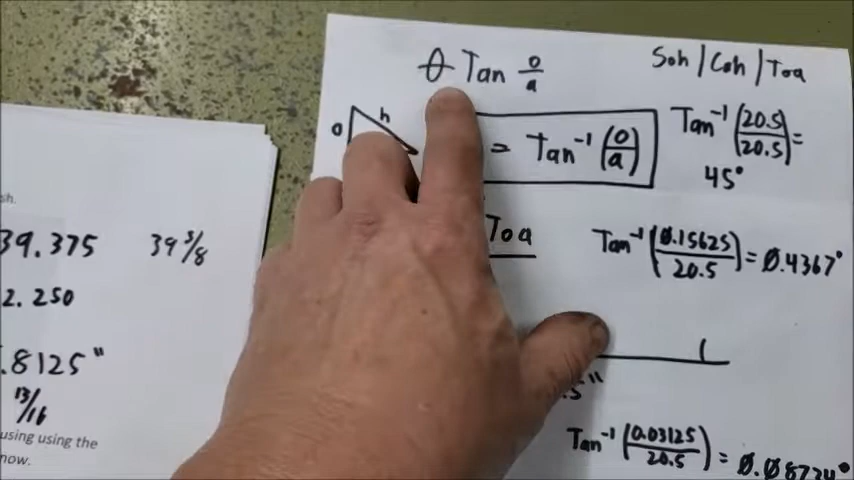 sh.
39.375 39 3/8
2.250
.8125"
13/16
using using the
now.
θ Tan o/a
Soh/Cah/Toa
o h
= Tan⁻¹(o/a)
Tan⁻¹(20.5/20.5)=
45°
Toa
Tan⁻¹(0.15625/20.5)=0.4367°
.5"
Tan⁻¹(0.03125/20.5)=0.08734°